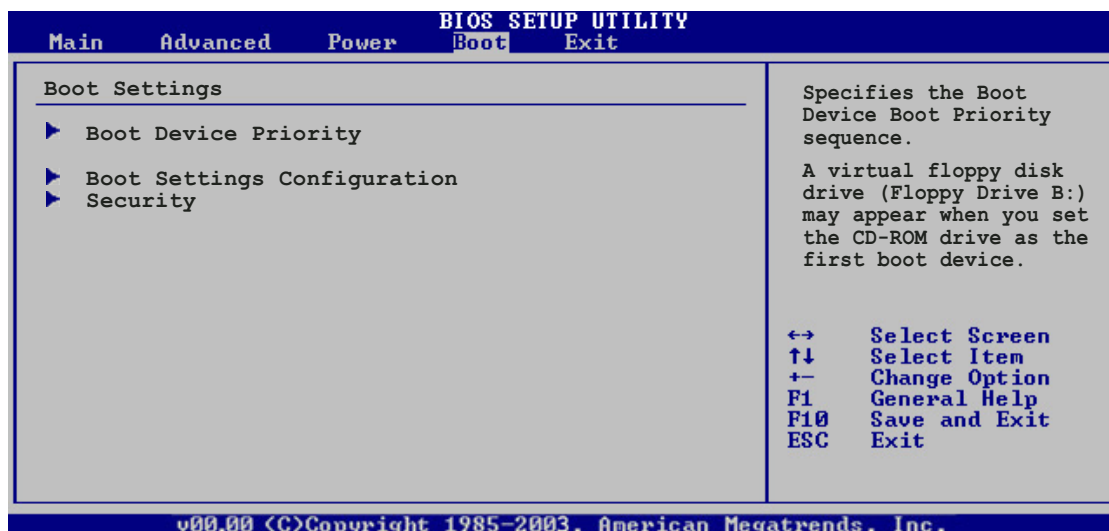 BIOS SETUP UTILITY
Main Advanced Power Boot Exit
Boot Settings
Boot Device Priority
Boot Settings Configuration
Security
Specifies the Boot
Device Boot Priority
sequence.
A virtual floppy disk
drive (Floppy Drive B:)
may appear when you set
the CD-ROM drive as the
first boot device.
←→ Select Screen
↑↓ Select Item
+- Change Option
F1 General Help
F10 Save and Exit
ESC Exit
v00.00 (C)Copyright 1985-2003, American Megatrends, Inc.